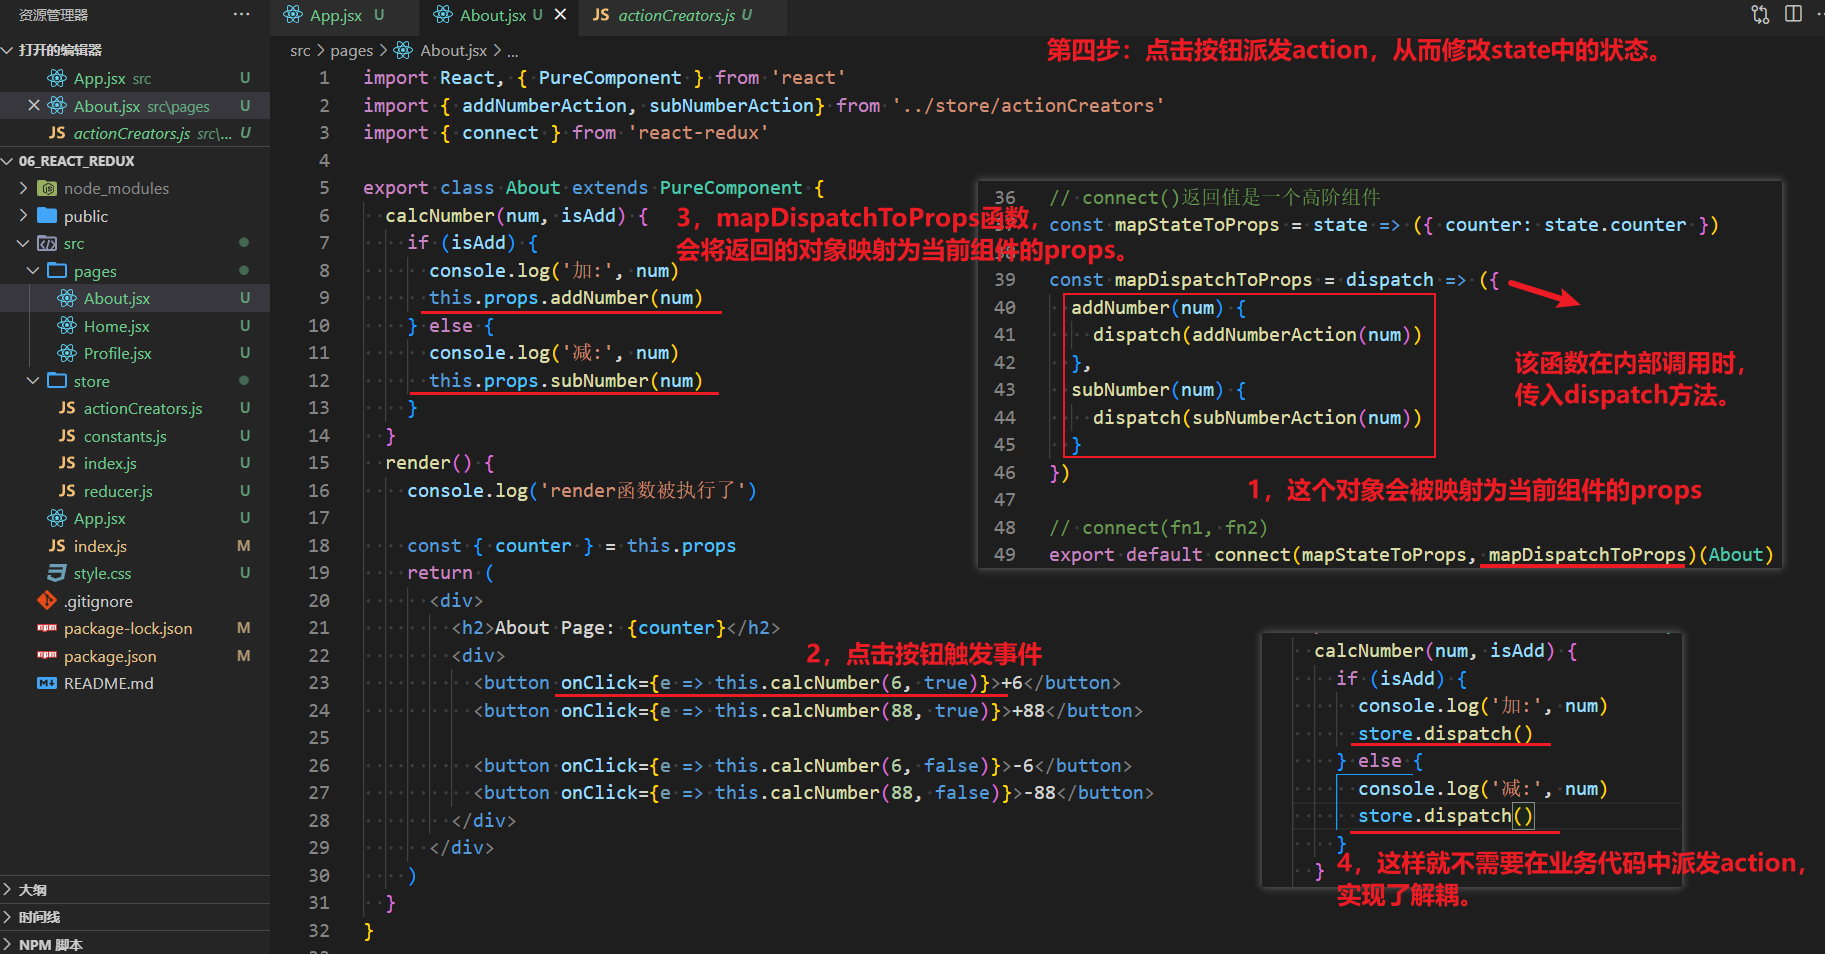 资源管理器
···
打开的编辑器
App.jsx src U
About.jsx src\pages U
JS actionCreators.js src\... U
06_REACT_REDUX
node_modules
public
src
pages
About.jsx U
Home.jsx U
Profile.jsx U
store
JS actionCreators.js U
JS constants.js U
JS index.js U
JS reducer.js U
App.jsx U
JS index.js M
style.css U
.gitignore
package-lock.json M
package.json M
README.md
大纲
时间线
NPM 脚本
App.jsx U
About.jsx U
JS actionCreators.js U
src > pages > About.jsx > ...
第四步：点击按钮派发action，从而修改state中的状态。
1 import React, { PureComponent } from 'react'
2 import { addNumberAction, subNumberAction} from '../store/actionCreators'
3 import { connect } from 'react-redux'
4
5 export class About extends PureComponent {
6 calcNumber(num, isAdd) {
7 if (isAdd) {
8 console.log('加:', num)
9 this.props.addNumber(num)
10 } else {
11 console.log('减:', num)
12 this.props.subNumber(num)
13 }
14 }
15 render() {
16 console.log('render函数被执行了')
17
18 const { counter } = this.props
19 return (
20 <div>
21 <h2>About Page: {counter}</h2>
22 <div>
23 <button onClick={e => this.calcNumber(6, true)}>+6</button>
24 <button onClick={e => this.calcNumber(88, true)}>+88</button>
25
26 <button onClick={e => this.calcNumber(6, false)}>-6</button>
27 <button onClick={e => this.calcNumber(88, false)}>-88</button>
28 </div>
29 </div>
30 )
31 }
32 }
3，mapDispatchToProps函数，
会将返回的对象映射为当前组件的props。
2，点击按钮触发事件
36 // connect()返回值是一个高阶组件
const mapStateToProps = state => ({ counter: state.counter })
39 const mapDispatchToProps = dispatch => ({
40 addNumber(num) {
41 dispatch(addNumberAction(num))
42 },
43 subNumber(num) {
44 dispatch(subNumberAction(num))
45 }
46 })
47
48 // connect(fn1, fn2)
49 export default connect(mapStateToProps, mapDispatchToProps)(About)
该函数在内部调用时，
传入dispatch方法。
1，这个对象会被映射为当前组件的props
calcNumber(num, isAdd) {
if (isAdd) {
console.log('加:', num)
store.dispatch()
} else {
console.log('减:', num)
store.dispatch()
}
}
4，这样就不需要在业务代码中派发action，
实现了解耦。